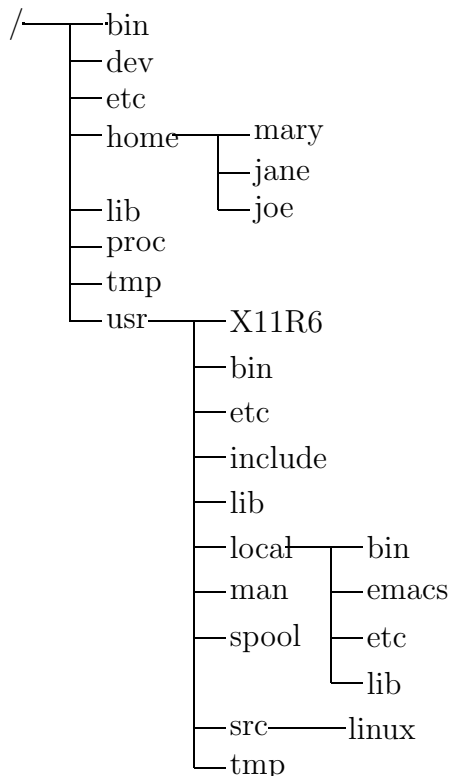 / bin
dev
etc
home mary
jane
joe
lib
proc
tmp
usr X11R6
bin
etc
include
lib
local bin
man emacs
spool etc
lib
src linux
tmp